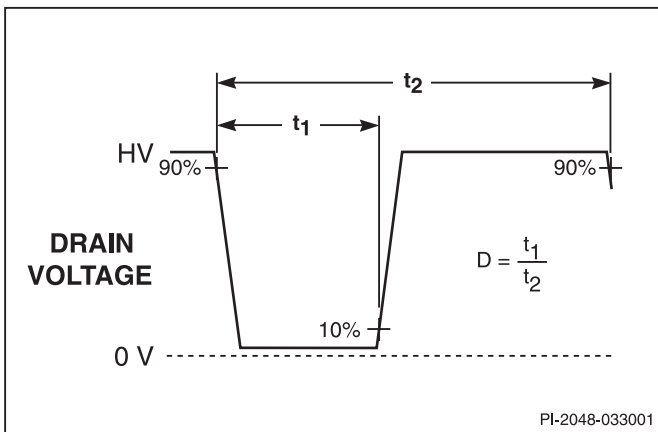 t2
t1
HV
90%
90%
DRAIN
VOLTAGE
D = t1
t2
10%
0 V
PI-2048-033001